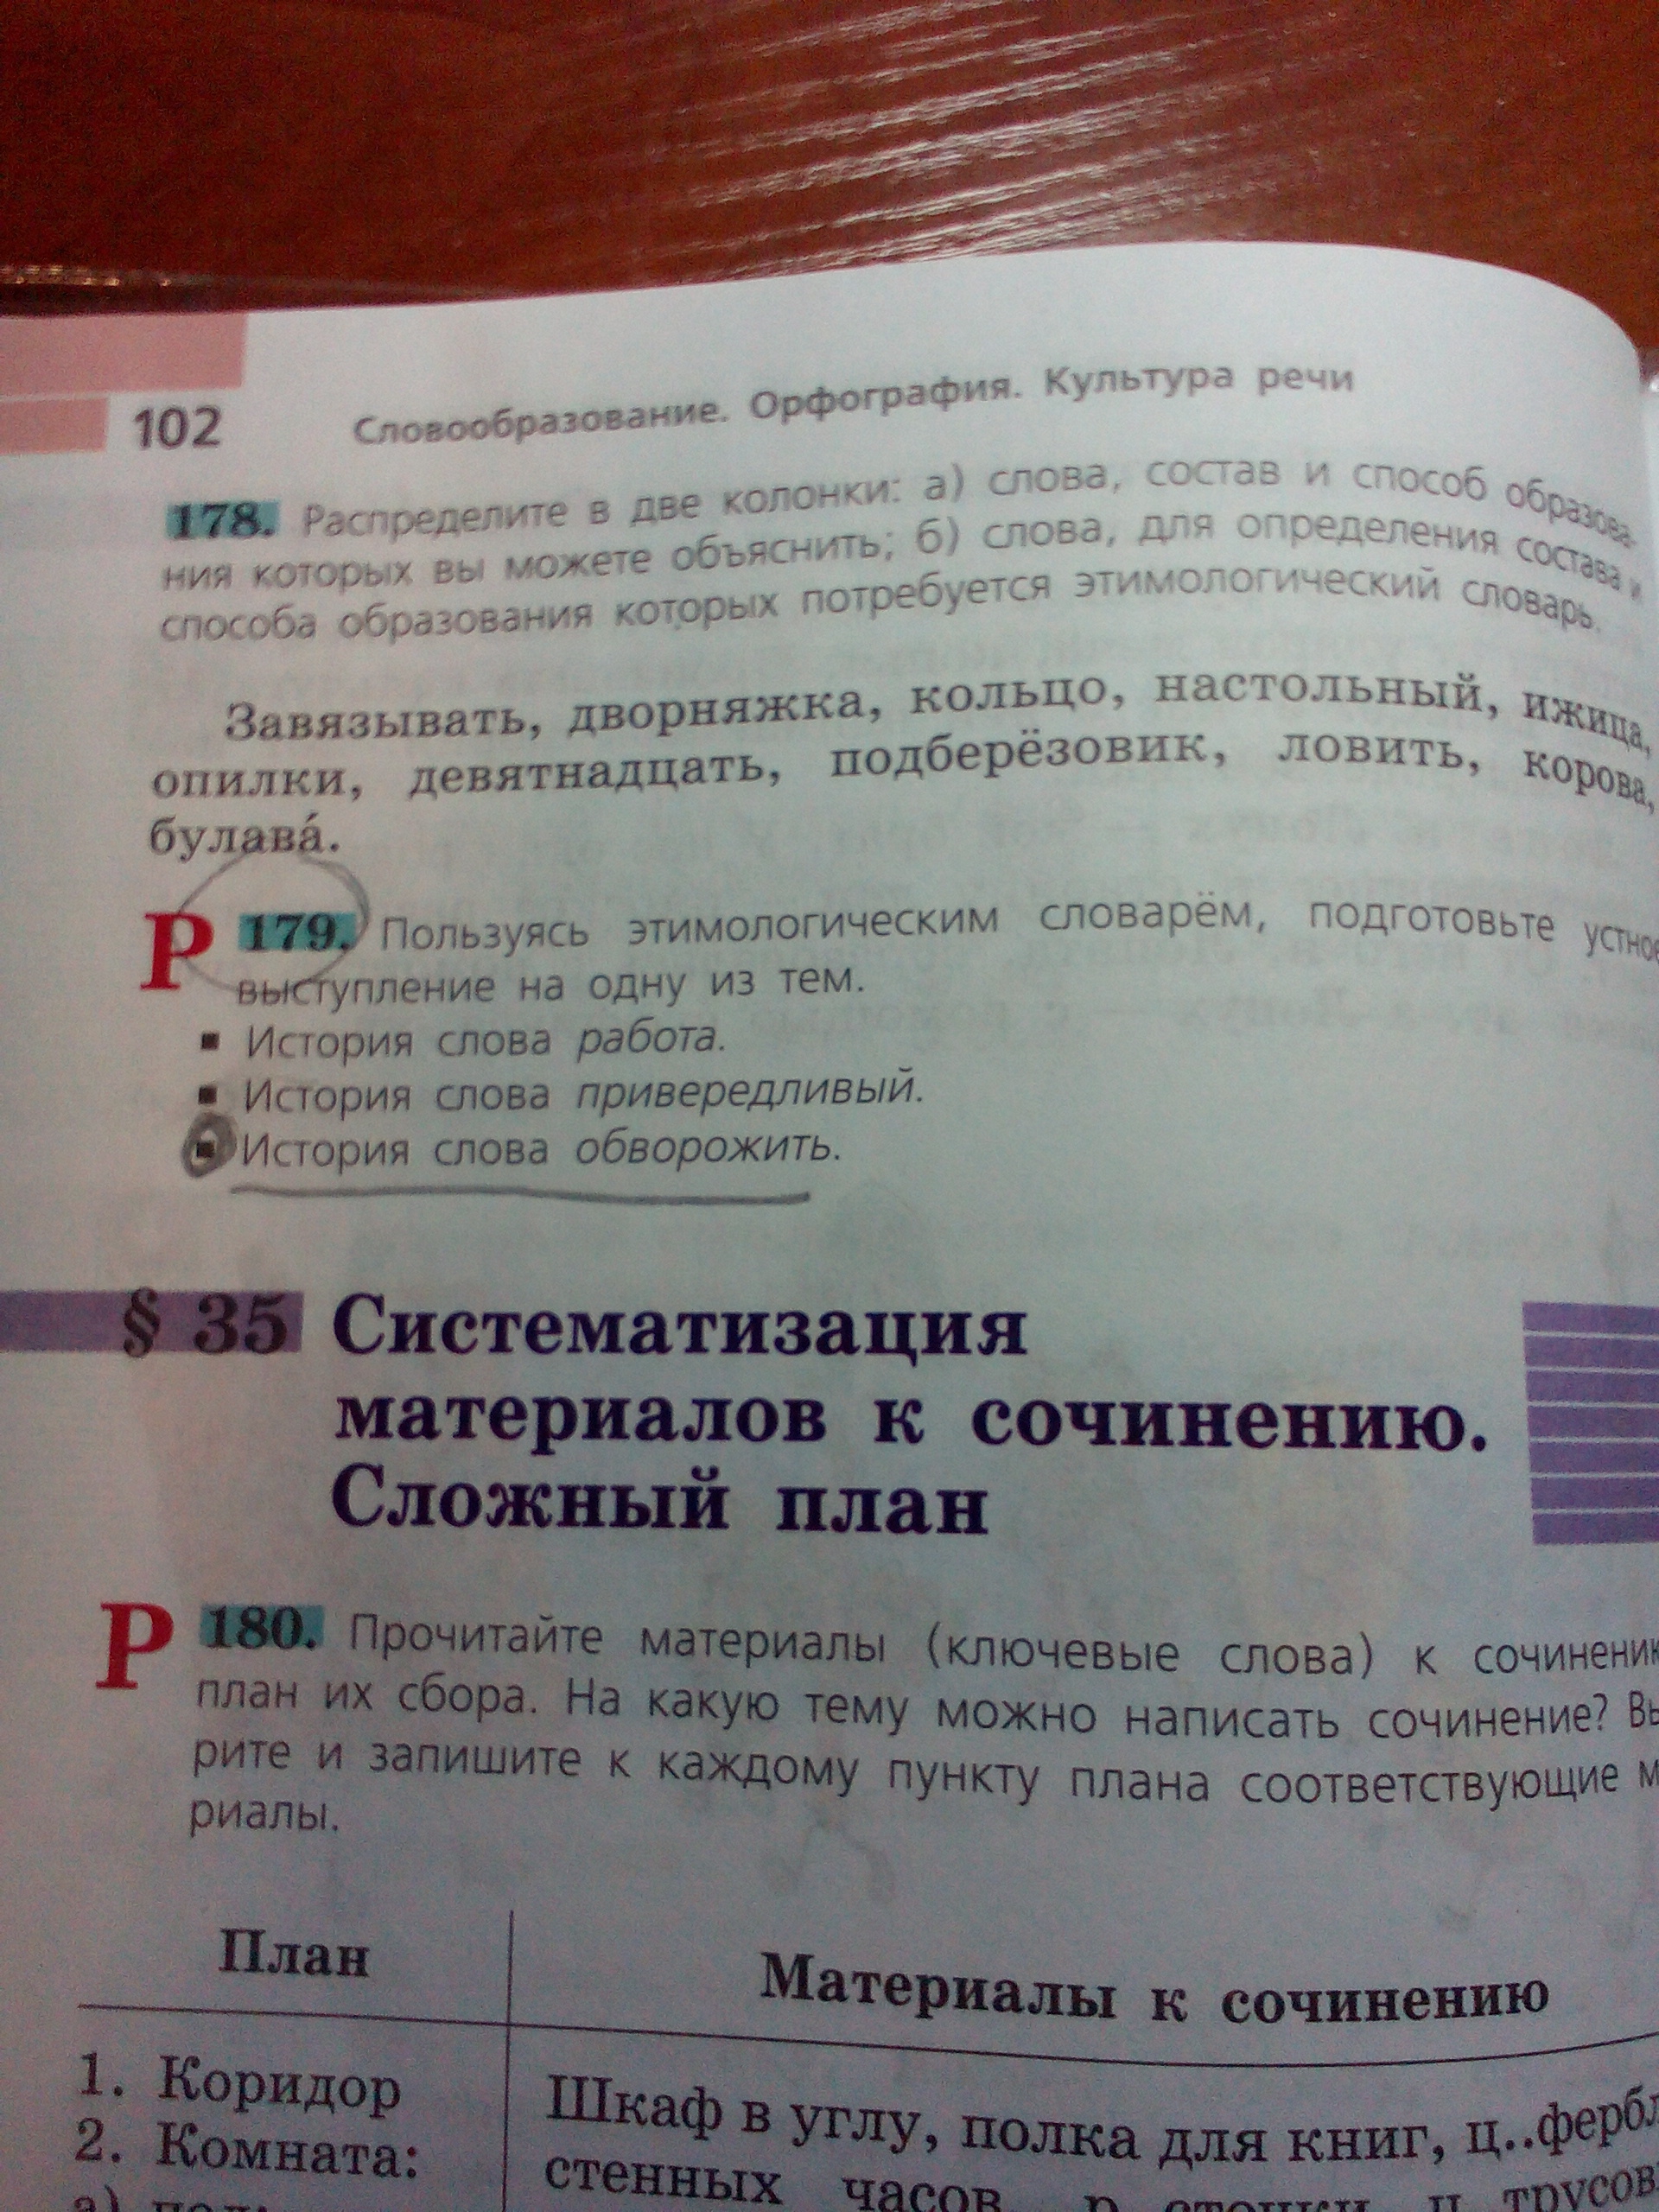 102 Словообразование. Орфография. Культура речи
178. Распределите в две колонки: а) слова, состав и способ образова-
ния которых вы можете объяснить; б) слова, для определения состава и
способа образования которых потребуется этимологический словарь.
Завязывать, дворняжка, кольцо, настольный, ижица,
опилки, девятнадцать, подберёзовик, ловить, корова,
булава́.
Р 179. Пользуясь этимологическим словарём, подготовьте устное
выступление на одну из тем.
▪ История слова работа.
▪ История слова привередливый.
▪ История слова обворожить.
§ 35 Систематизация
материалов к сочинению.
Сложный план
Р 180. Прочитайте материалы (ключевые слова) к
план их сбора. На какую тему можно написать сочинение?
рите и запишите к каждому пункту плана соответствующие
риалы.
План Материалы к сочинению
1. Коридор
Шкаф в углу, полка для книг,
2. Комната:
стенных часов,
а)